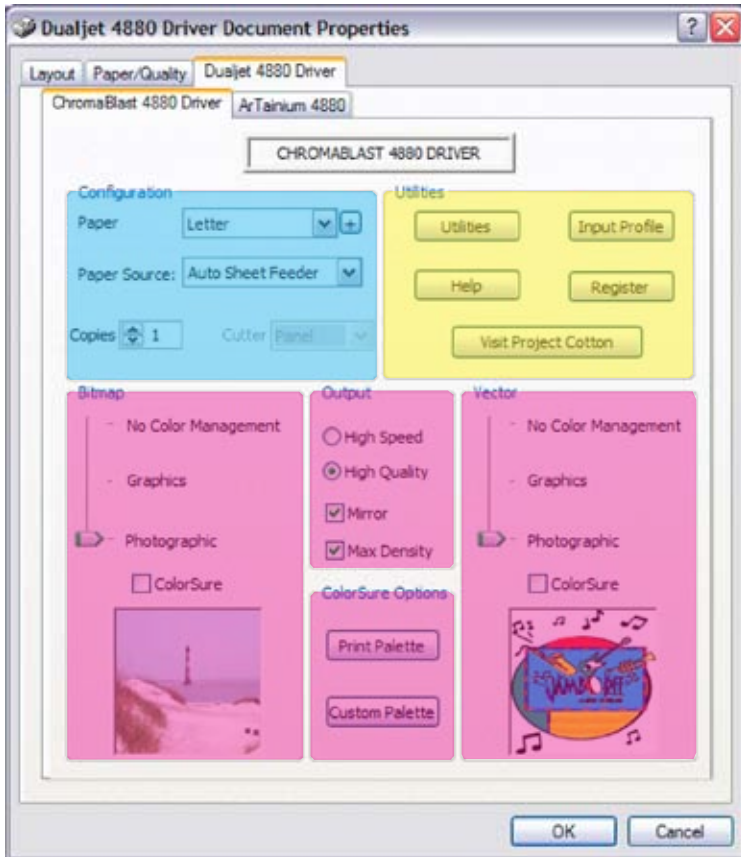 Dualjet 4880 Driver Document Properties
Layout Paper/Quality Dualjet 4880 Driver
ChromaBlast 4880 Driver ArTainium 4880
CHROMABLAST 4880 DRIVER
Configuration
Paper Letter +
Paper Source: Auto Sheet Feeder
Copies 1 Cutter Panel
Utilities
Utilities Input Profile
Help Register
Visit Project Cotton
Bitmap
No Color Management
Graphics
Photographic
ColorSure
Output
High Speed
High Quality
Mirror
Max Density
ColorSure Options
Print Palette
Custom Palette
Vector
No Color Management
Graphics
Photographic
ColorSure
JAMBOREE
OK Cancel